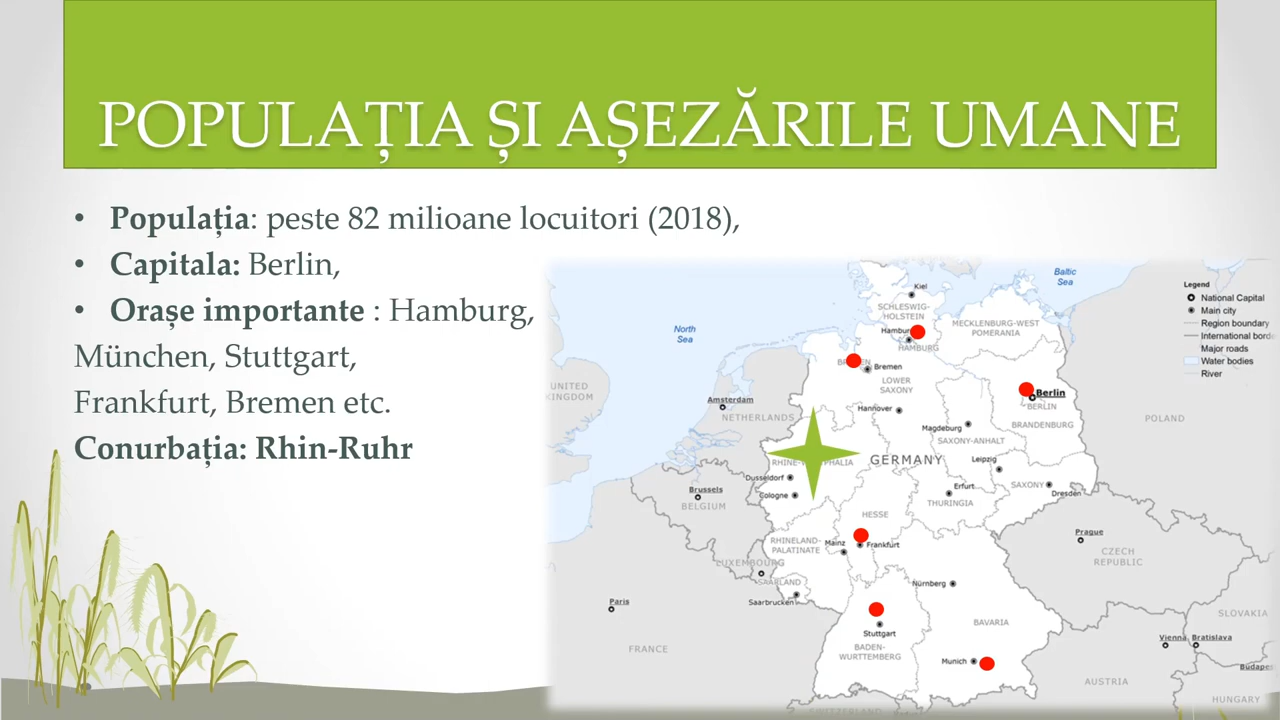 POPULAȚIA ȘI AȘEZĂRILE UMANE
• Populația: peste 82 milioane locuitori (2018),
• Capitala: Berlin,
• Orașe importante : Hamburg,
München, Stuttgart,
Frankfurt, Bremen etc.
Conurbația: Rhin-Ruhr
Baltic
Sea
Legend
National Capital
Main city
Region boundary
International
Major roads
Water bodies
River
Kiel
SCHLESWIG-
HOLSTEIN
MECKLENBURG-WEST
POMERANIA
North
Sea
HAMBURG
Bremen
LOWER
SAXONY
UNITED
KINGDOM
Berlin
BERLIN
Amsterdam
NETHERLANDS
Hannover
BRANDENBURG
POLAND
Magdeburg
SAXONY-ANHALT
GERMANY
Leipzig
Dusseldorf
Cologne
Brussels
BELGIUM
Erfurt
THURINGIA
SAXONY
Dresden
HESSE
RHINELAND-
PALATINATE
Mainz
Frankfurt
Prague
CZECH
REPUBLIC
LUXEMBOURG
SAARLAND
Saarbrucken
Nürnberg
Paris
SLOVAKIA
Stuttgart
BAVARIA
Vienna
Bratislava
FRANCE
BADEN-
WURTTEMBERG
Munich
AUSTRIA
HUNGARY
SWITZERLAND